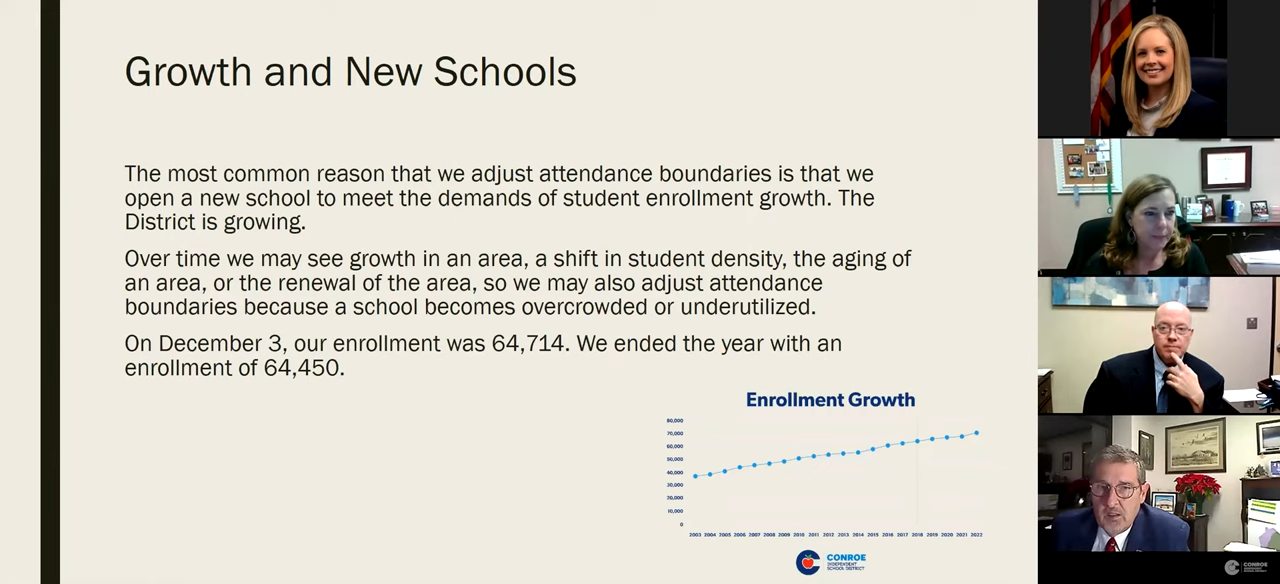 Growth and New Schools
The most common reason that we adjust attendance boundaries is that we
open a new school to meet the demands of student enrollment growth. The
District is growing.
Over time we may see growth in an area, a shift in student density, the aging of
an area, or the renewal of the area, so we may also adjust attendance
boundaries because a school becomes overcrowded or underutilized.
On December 3, our enrollment was 64,714. We ended the year with an
enrollment of 64,450.
Enrollment Growth
80,000
70,000
60,000
50,000
40,000
30,000
20,000
10,000
0
2003 2004 2005 2006 2007 2008 2009 2010 2011 2012 2013 2014 2015 2016 2017 2018 2019 2020 2021 2022
CONROE
INDEPENDENT
SCHOOL DISTRICT
CONROE
INDEPENDENT
SCHOOL DISTRICT